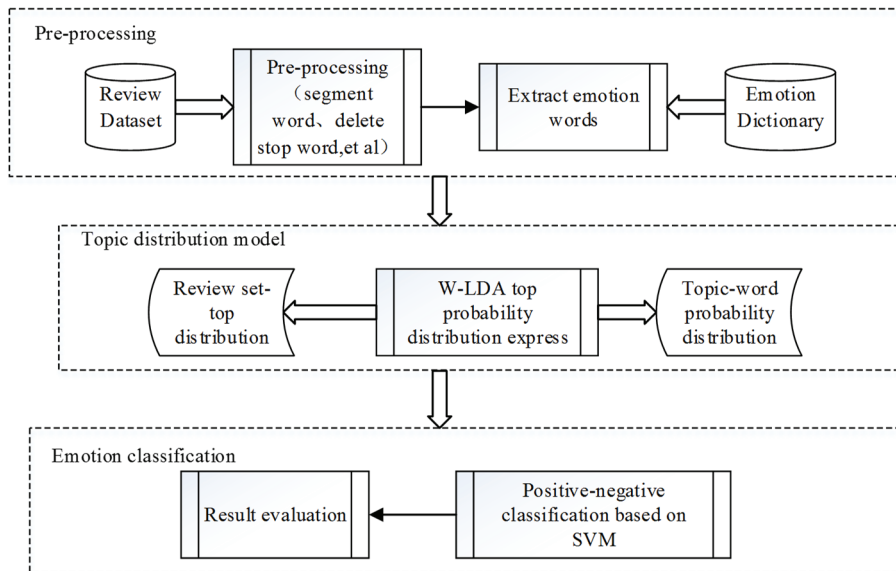 Pre-processing
Review
Dataset
Pre-processing
（segment
word、delete
stop word,et al）
Extract emotion
words
Emotion
Dictionary
Topic distribution model
Review set-
top
distribution
W-LDA top
probability
distribution express
Topic-word
probability
distribution
Emotion classification
Result evaluation
Positive-negative
classification based on
SVM